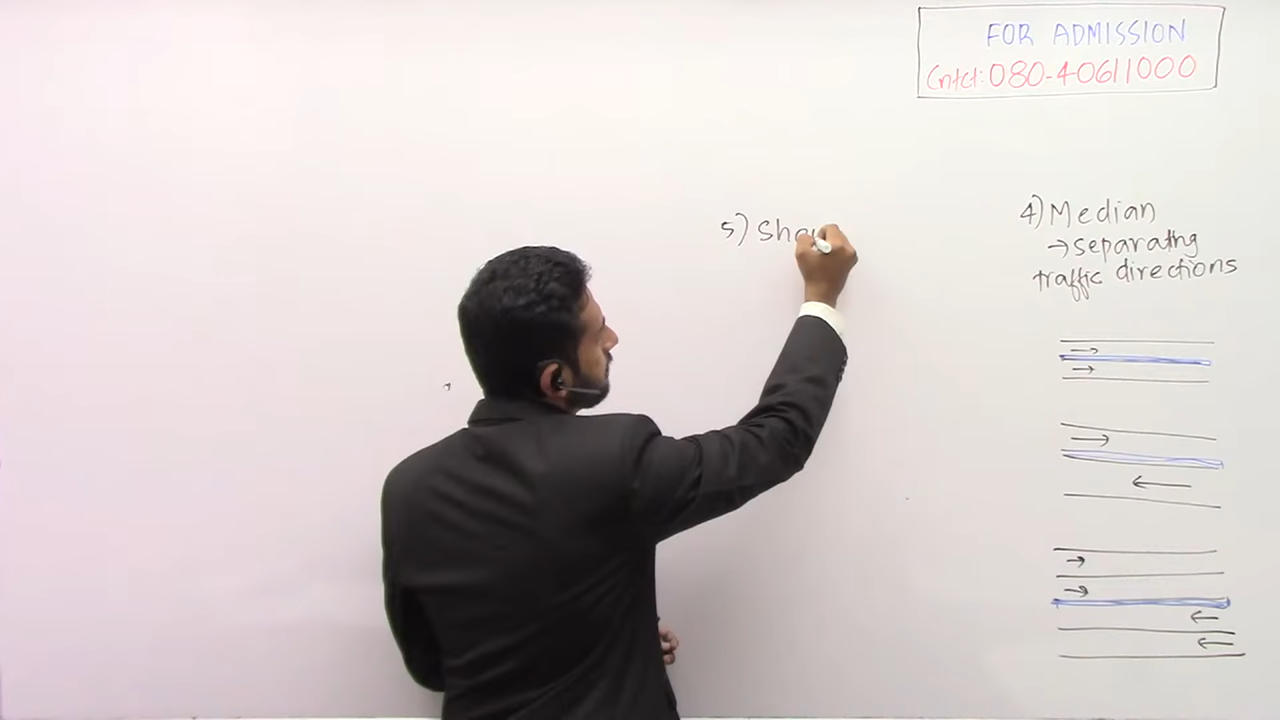 FOR ADMISSION
Cntct: 080-40611000
5) Sho
4) Median
→ separating
traffic directions